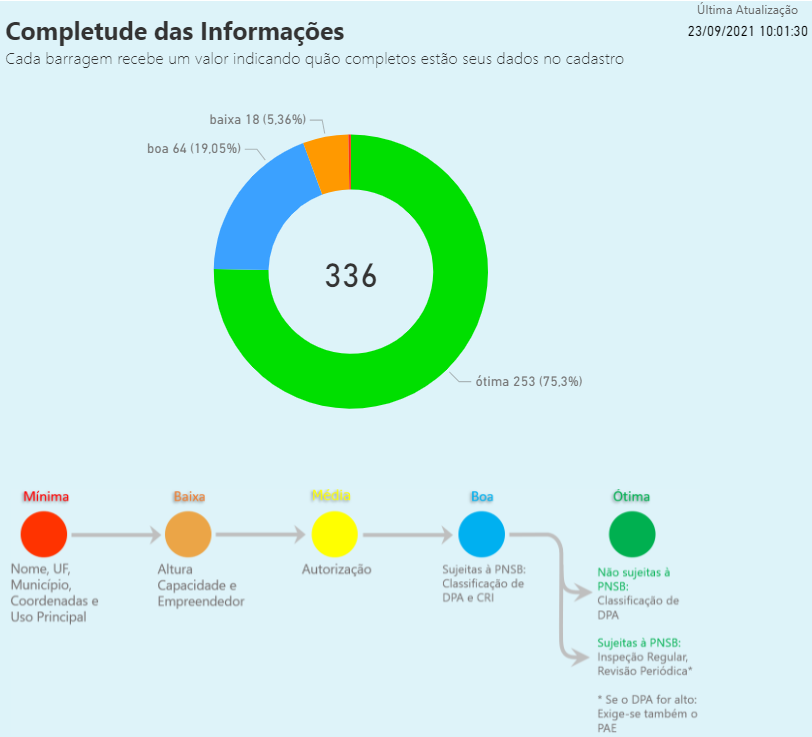 Última Atualização
23/09/2021 10:01:30
Completude das Informações
Cada barragem recebe um valor indicando quão completos estão seus dados no cadastro
baixa 18 (5,36%)
boa 64 (19,05%)
336
ótima 253 (75,3%)
Mínima
Baixa
Média
Boa
Ótima
Nome, UF,
Município,
Coordenadas e
Uso Principal
Altura
Capacidade e
Empreendedor
Autorização
Sujeitas à PNSB:
Classificação de
DPA e CRI
Não sujeitas à
PNSB:
Classificação de
DPA
Sujeitas à PNSB:
Inspeção Regular,
Revisão Periódica*
* Se o DPA for alto:
Exige-se também o
PAE